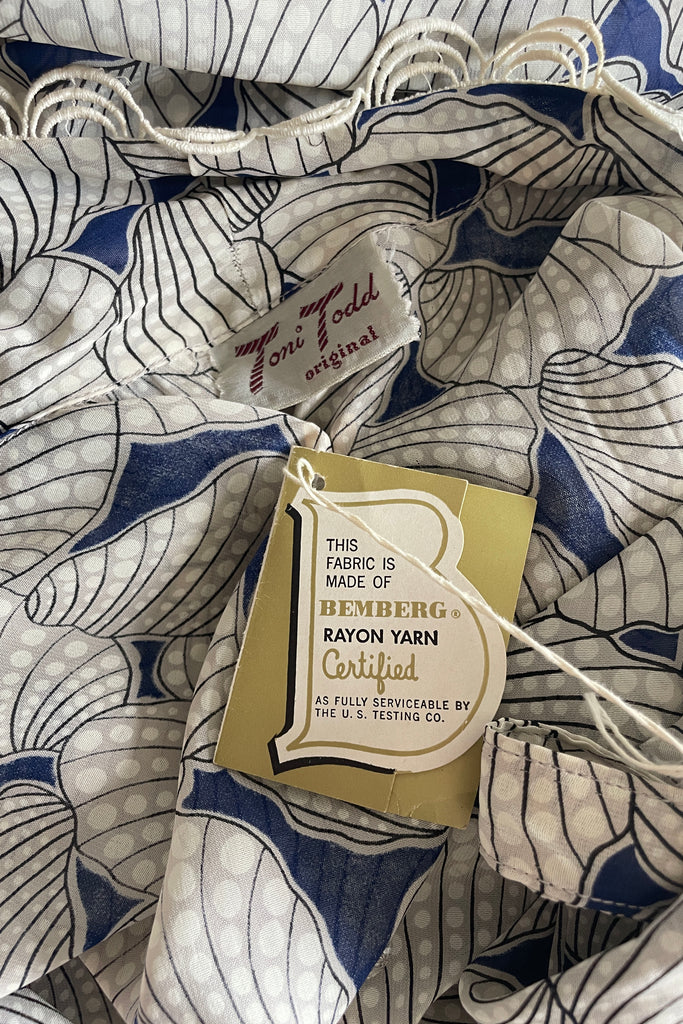 Toni Todd
original
THIS
FABRIC IS
MADE OF
BEMBERG®
RAYON YARN
Certified
AS FULLY SERVICEABLE BY
THE U. S. TESTING CO.